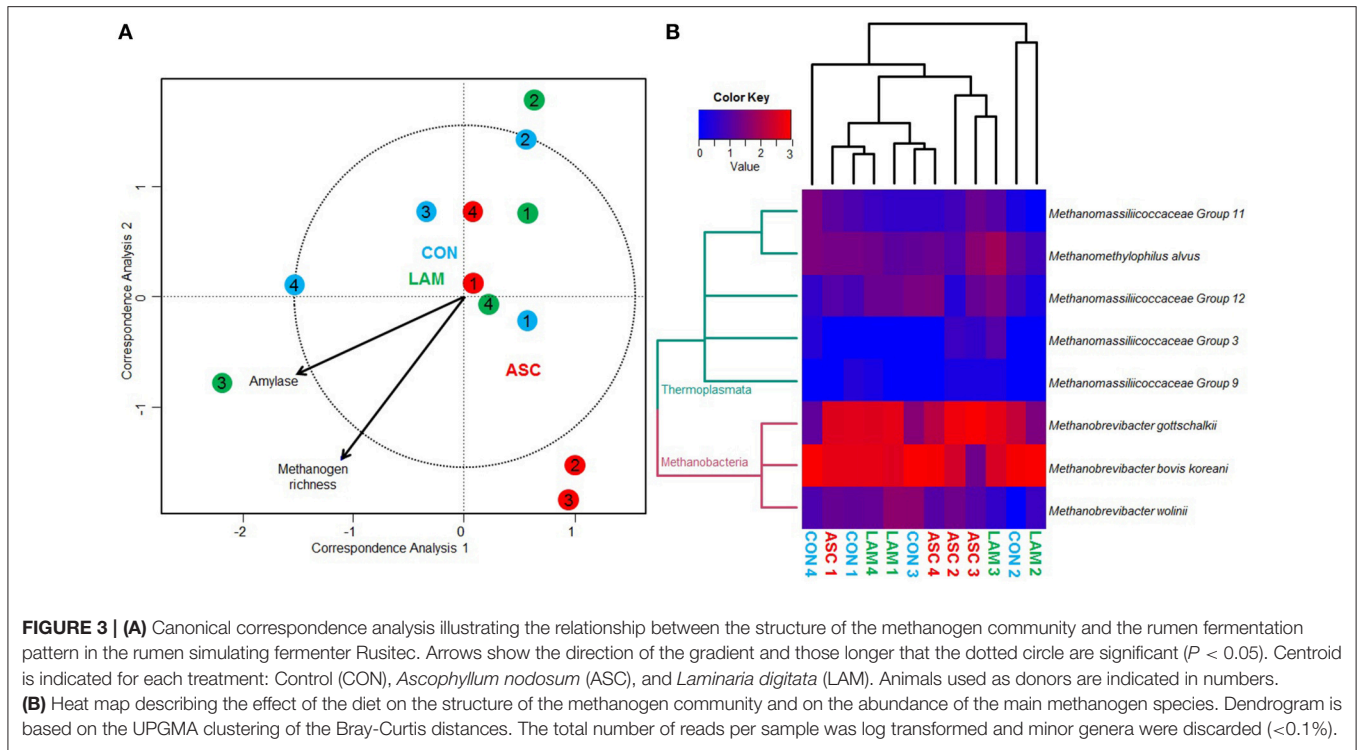 A
B
2
2
3
4
1
CON
LAM
4
1
4
1
ASC
3
Amylase
Methanogen
richness
2
3
1
0
-1
Correspondence Analysis 2
-2
-1
0
1
Correspondence Analysis 1
Color Key
0
1
2
3
Value
Thermoplasmata
Methanobacteria
Methanomassiliicoccaceae Group 11
Methanomethylophilus alvus
Methanomassiliicoccaceae Group 12
Methanomassiliicoccaceae Group 3
Methanomassiliicoccaceae Group 9
Methanobrevibacter gottschalkii
Methanobrevibacter bovis koreani
Methanobrevibacter wolinii
CON 4
ASC 1
CON 1
LAM 4
LAM 1
CON 3
ASC 4
ASC 2
ASC 3
LAM 3
CON 2
LAM 2
FIGURE 3 | (A) Canonical correspondence analysis illustrating the relationship between the structure of the methanogen community and the rumen fermentation
pattern in the rumen simulating fermenter Rusitec. Arrows show the direction of the gradient and those longer that the dotted circle are significant (P < 0.05). Centroid
is indicated for each treatment: Control (CON), Ascophyllum nodosum (ASC), and Laminaria digitata (LAM). Animals used as donors are indicated in numbers.
(B) Heat map describing the effect of the diet on the structure of the methanogen community and on the abundance of the main methanogen species. Dendrogram is
based on the UPGMA clustering of the Bray-Curtis distances. The total number of reads per sample was log transformed and minor genera were discarded (<0.1%).